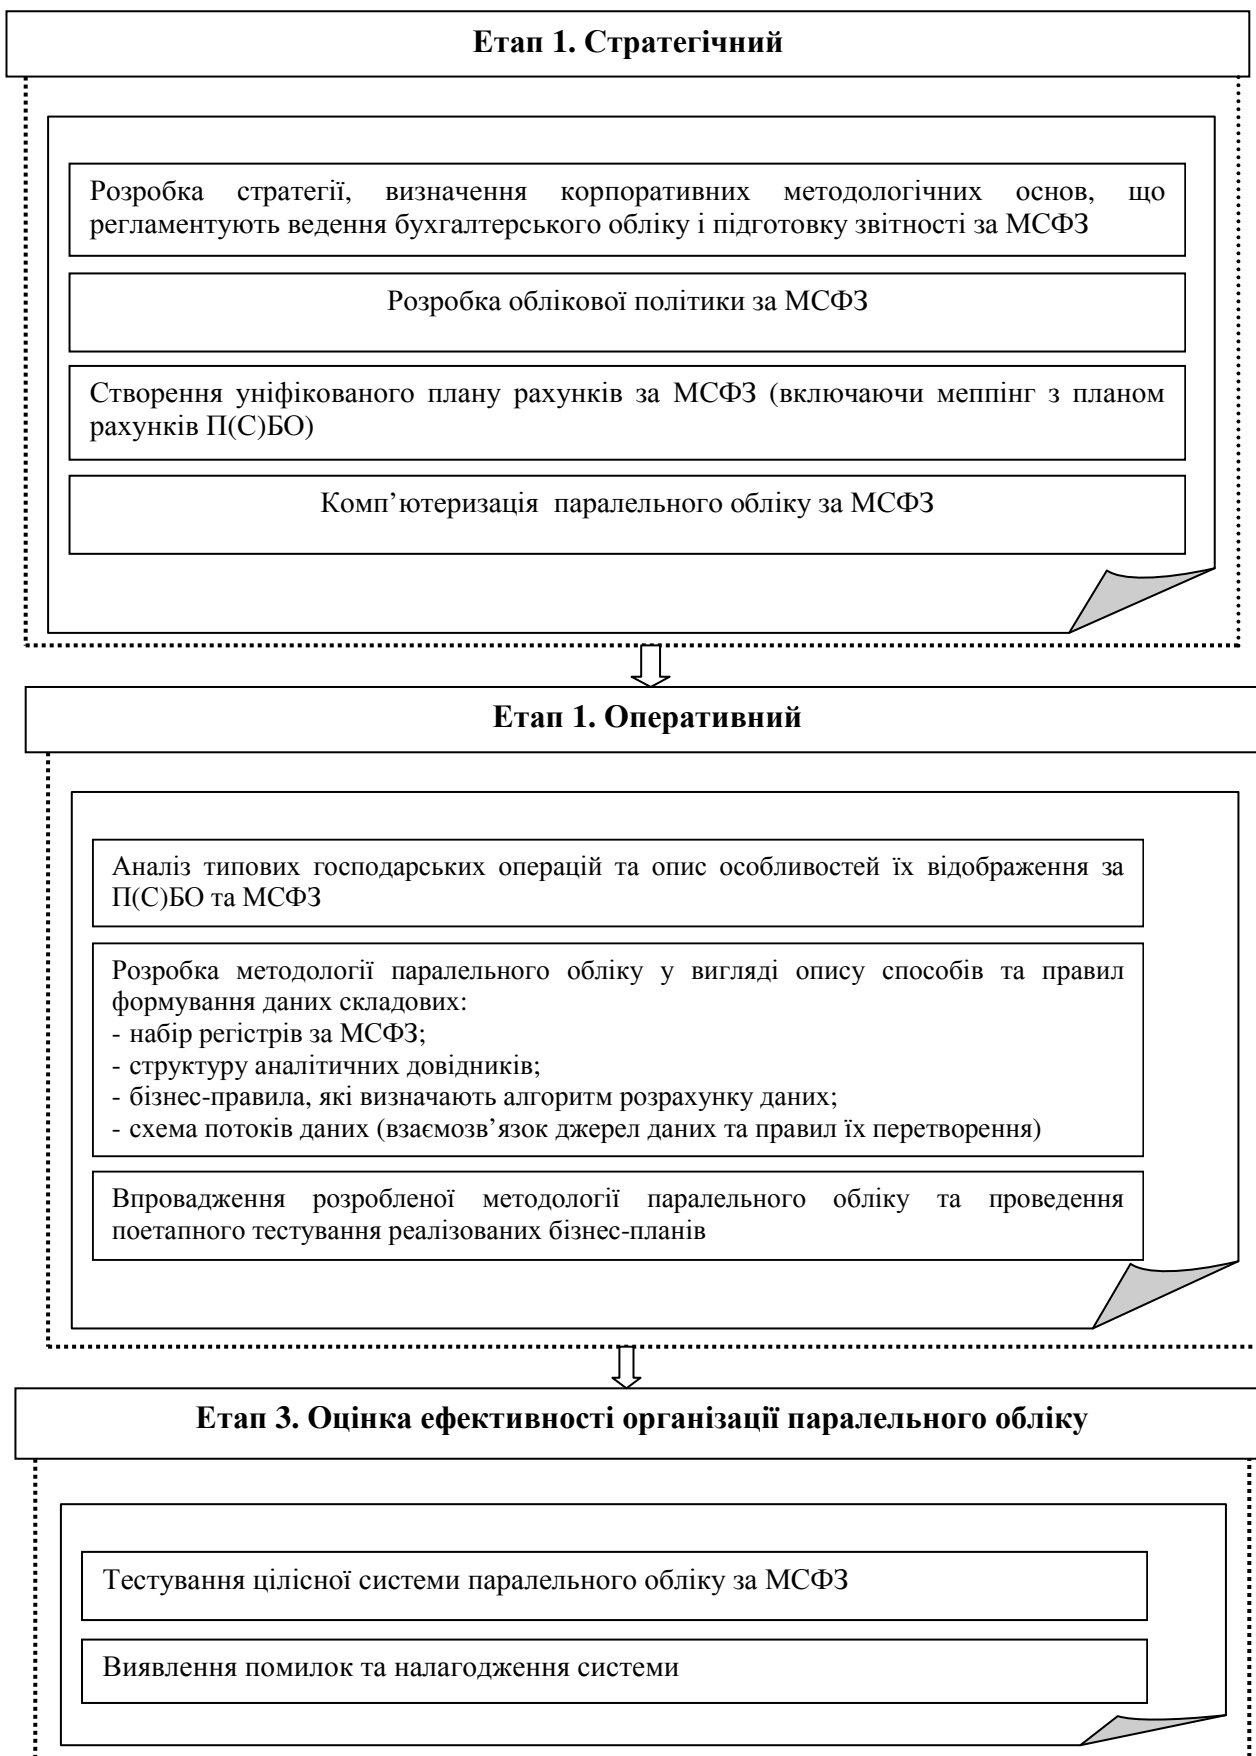 Етап 1. Стратегічний
Розробка стратегії, визначення корпоративних методологічних основ, що
регламентують ведення бухгалтерського обліку і підготовку звітності за МСФЗ
Розробка облікової політики за МСФЗ
Створення уніфікованого плану рахунків за МСФЗ (включаючи меппінг з планом
рахунків П(С)БО)
Комп’ютеризація паралельного обліку за МСФЗ
Етап 1. Оперативний
Аналіз типових господарських операцій та опис особливостей їх відображення за
П(С)БО та МСФЗ
Розробка методології паралельного обліку у вигляді опису способів та правил
формування даних складових:
- набір регістрів за МСФЗ;
- структуру аналітичних довідників;
- бізнес-правила, які визначають алгоритм розрахунку даних;
- схема потоків даних (взаємозв’язок джерел даних та правил їх перетворення)
Впровадження розробленої методології паралельного обліку та проведення
поетапного тестування реалізованих бізнес-планів
Етап 3. Оцінка ефективності організації паралельного обліку
Тестування цілісної системи паралельного обліку за МСФЗ
Виявлення помилок та налагодження системи